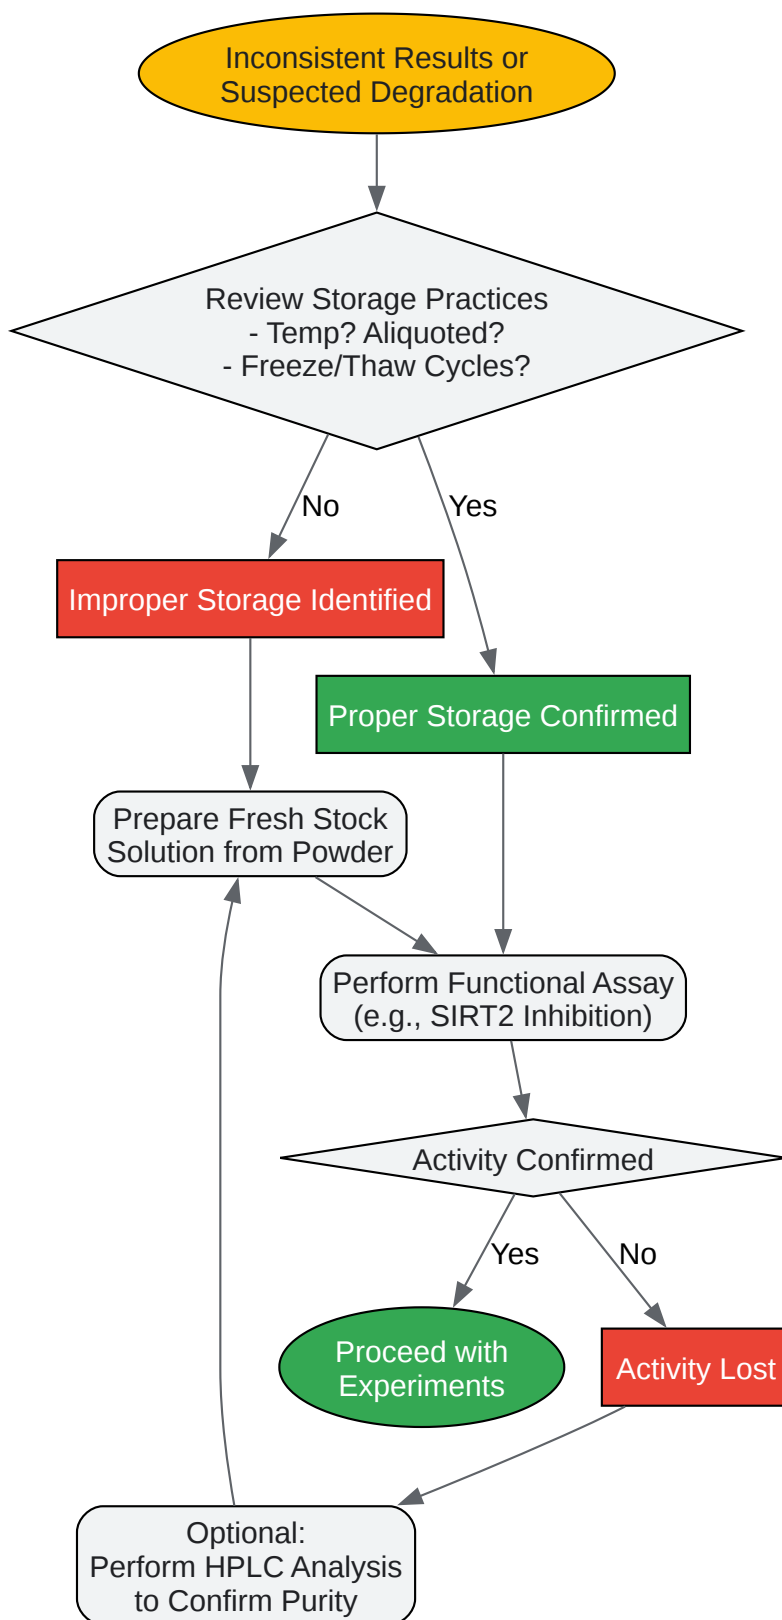 Inconsistent Results or
Suspected Degradation
Review Storage Practices
- Temp? Aliquoted?
- Freeze/Thaw Cycles?
No
Yes
Improper Storage Identified
Proper Storage Confirmed
Prepare Fresh Stock
Solution from Powder
Perform Functional Assay
(e.g., SIRT2 Inhibition)
Activity Confirmed
Yes
No
Proceed with
Experiments
Activity Lost
Optional:
Perform HPLC Analysis
to Confirm Purity